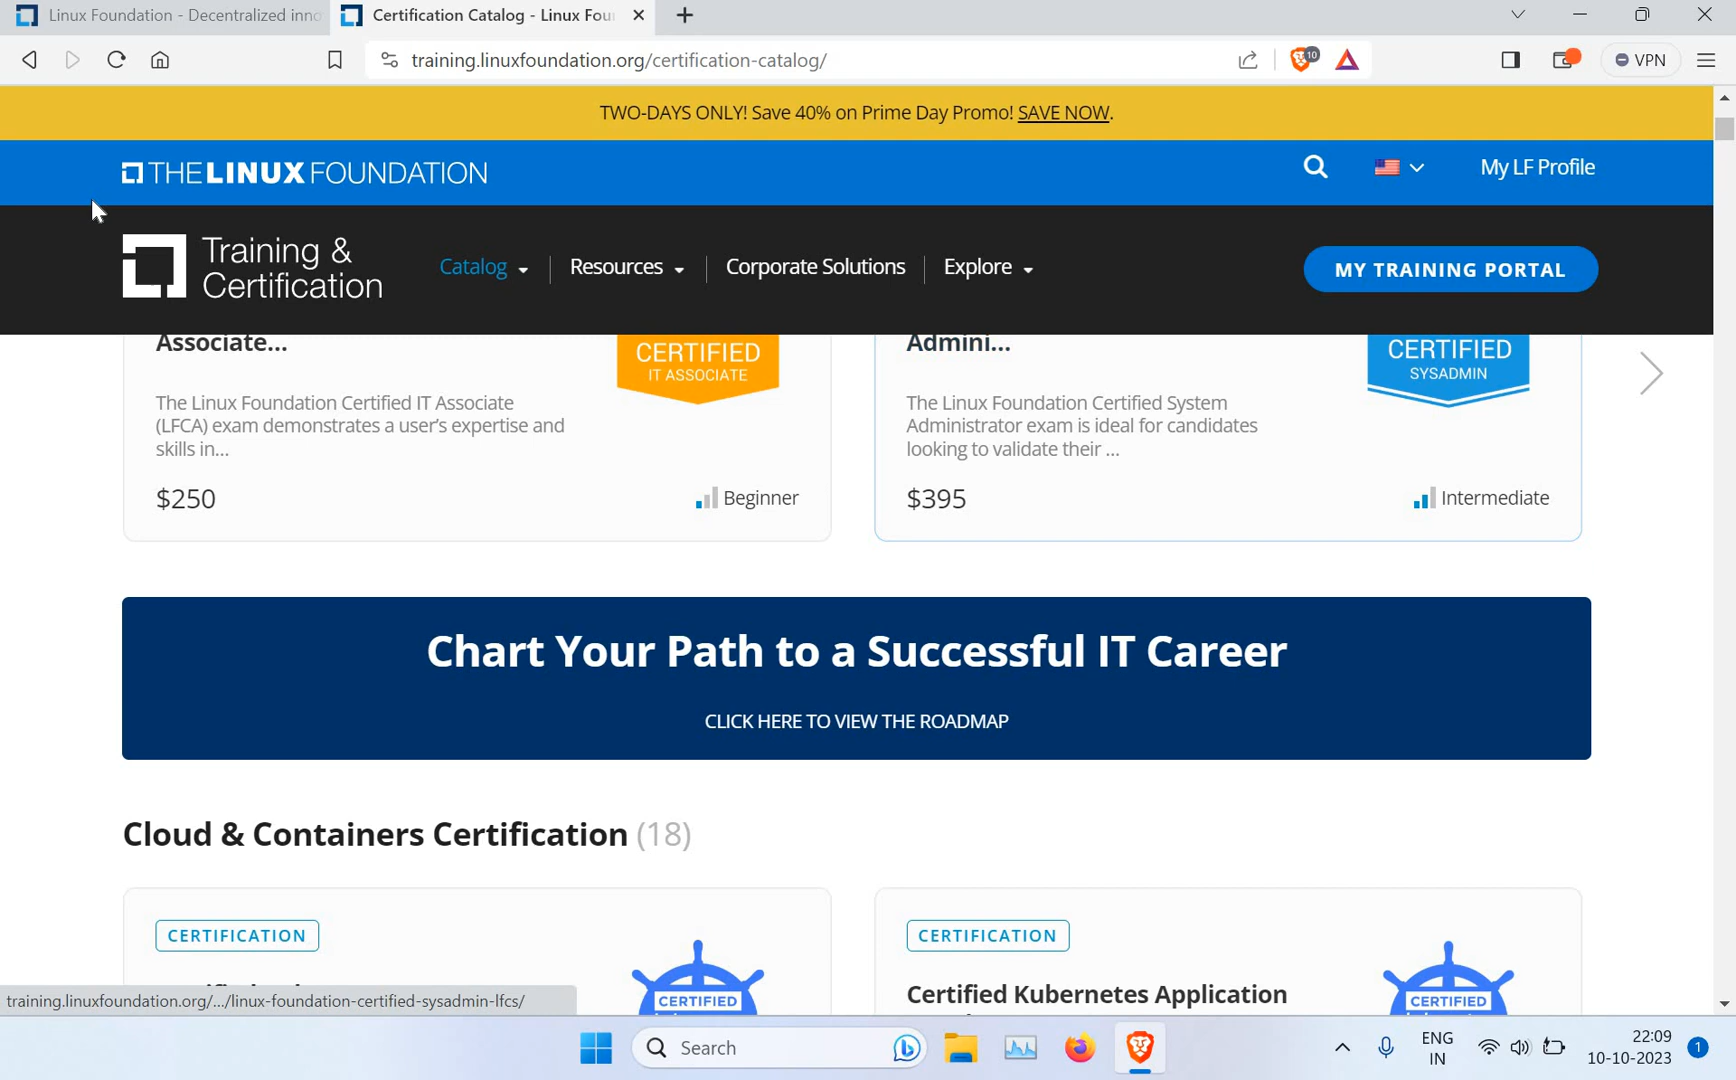 Linux Foundation - Decentralized inno
Certification Catalog - Linux Fou
training.linuxfoundation.org/certification-catalog/
10
VPN
TWO-DAYS ONLY! Save 40% on Prime Day Promo! SAVE NOW.
THE LINUX FOUNDATION
My LF Profile
Training &
Certification
Catalog
Resources
Corporate Solutions
Explore
MY TRAINING PORTAL
Associate...
CERTIFIED
IT ASSOCIATE
The Linux Foundation Certified IT Associate
(LFCA) exam demonstrates a user's expertise and
skills in...
$250
Beginner
Admini...
CERTIFIED
SYSADMIN
The Linux Foundation Certified System
Administrator exam is ideal for candidates
looking to validate their ...
$395
Intermediate
Chart Your Path to a Successful IT Career
CLICK HERE TO VIEW THE ROADMAP
Cloud & Containers Certification (18)
CERTIFICATION
CERTIFIED
CERTIFICATION
Certified Kubernetes Application
CERTIFIED
training.linuxfoundation.org/.../linux-foundation-certified-sysadmin-lfcs/
Search
ENG
IN
22:09
10-10-2023
1